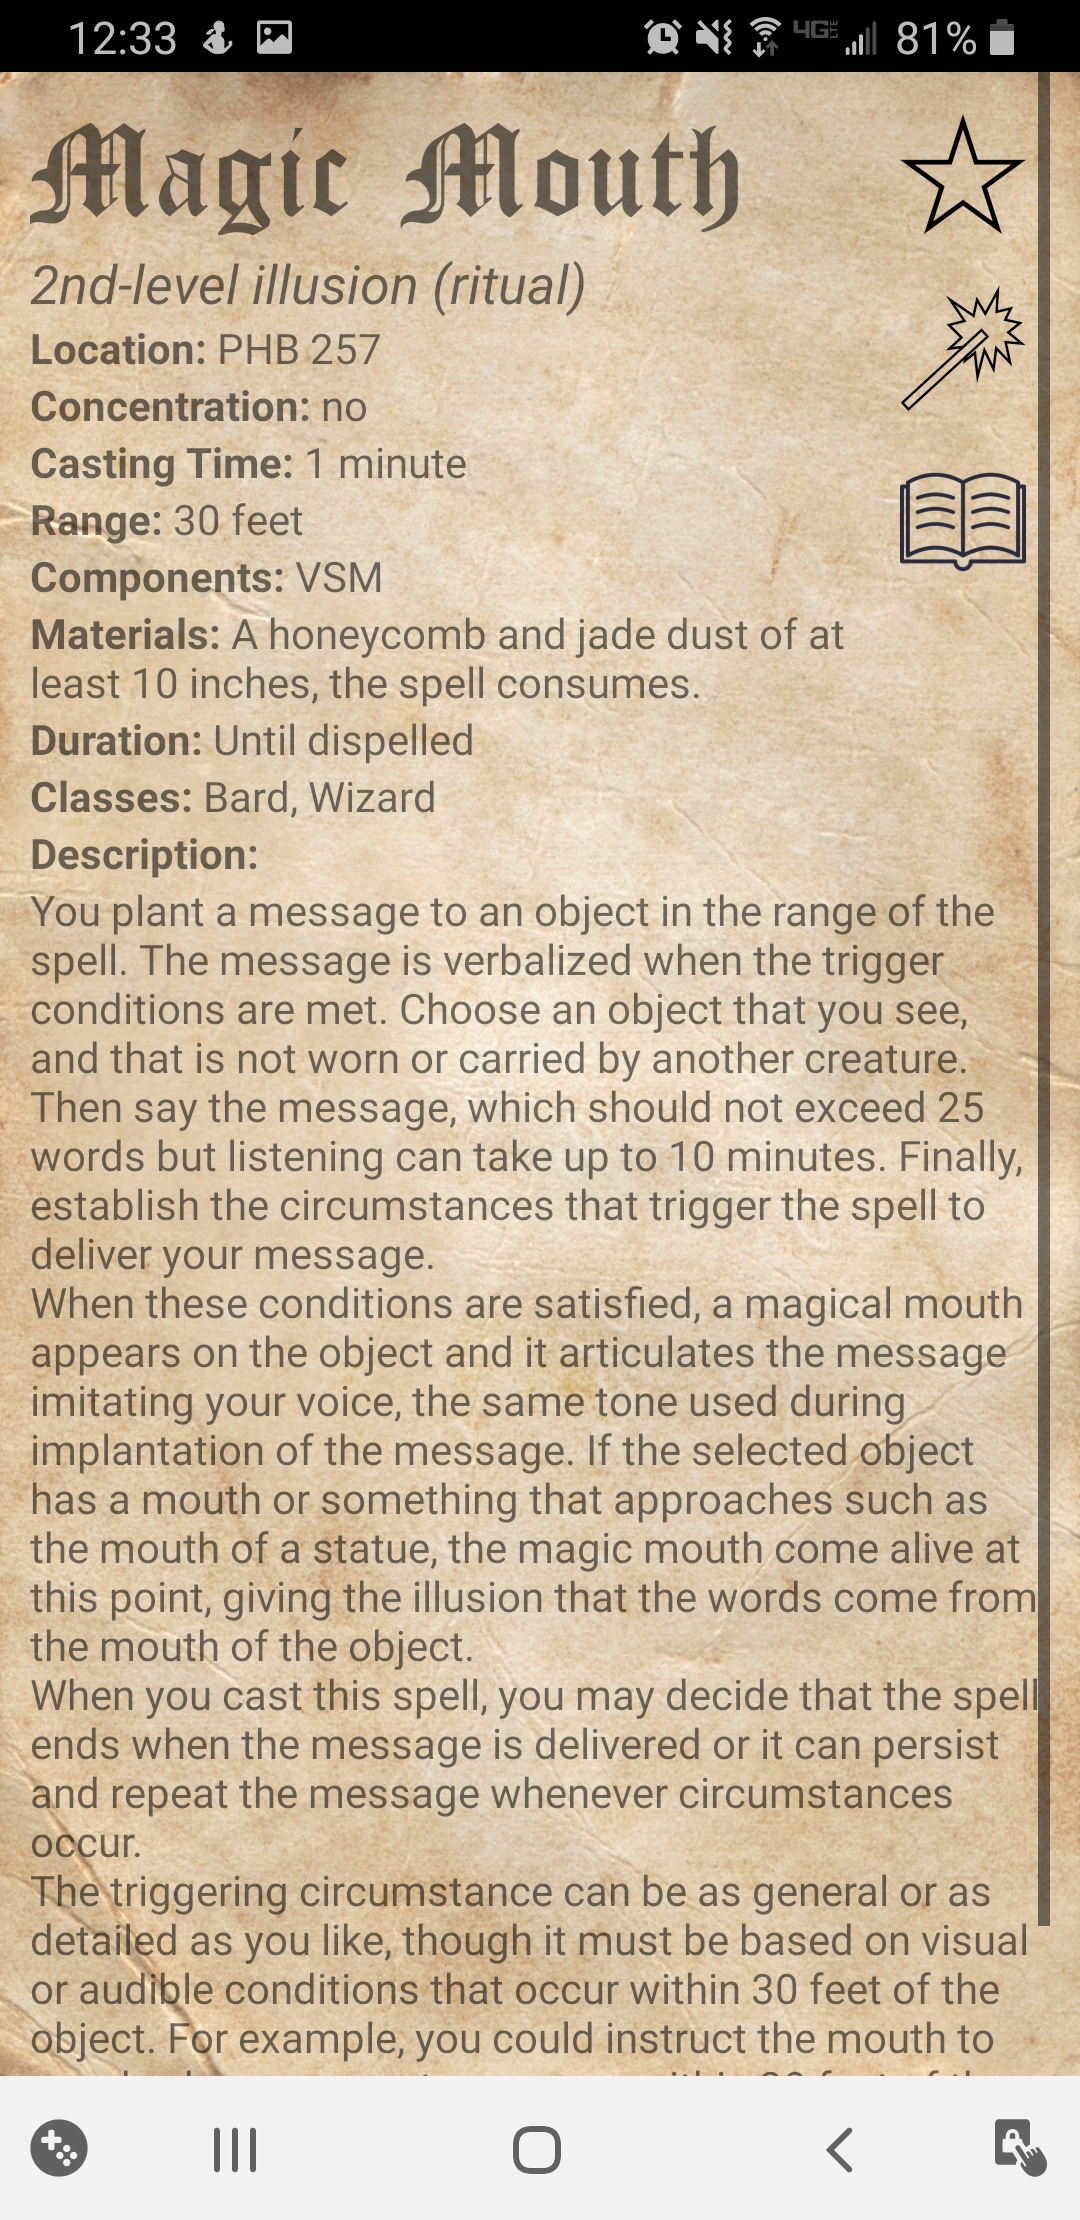 12:33 4G LTE 81%
Magic Mouth
2nd-level illusion (ritual)
Location: PHB 257
Concentration: no
Casting Time: 1 minute
Range: 30 feet
Components: VSM
Materials: A honeycomb and jade dust of at
least 10 inches, the spell consumes.
Duration: Until dispelled
Classes: Bard, Wizard
Description:
You plant a message to an object in the range of the
spell. The message is verbalized when the trigger
conditions are met. Choose an object that you see,
and that is not worn or carried by another creature.
Then say the message, which should not exceed 25
words but listening can take up to 10 minutes. Finally,
establish the circumstances that trigger the spell to
deliver your message.
When these conditions are satisfied, a magical mouth
appears on the object and it articulates the message
imitating your voice, the same tone used during
implantation of the message. If the selected object
has a mouth or something that approaches such as
the mouth of a statue, the magic mouth come alive at
this point, giving the illusion that the words come from
the mouth of the object.
When you cast this spell, you may decide that the spell
ends when the message is delivered or it can persist
and repeat the message whenever circumstances
occur.
The triggering circumstance can be as general or as
detailed as you like, though it must be based on visual
or audible conditions that occur within 30 feet of the
object. For example, you could instruct the mouth to